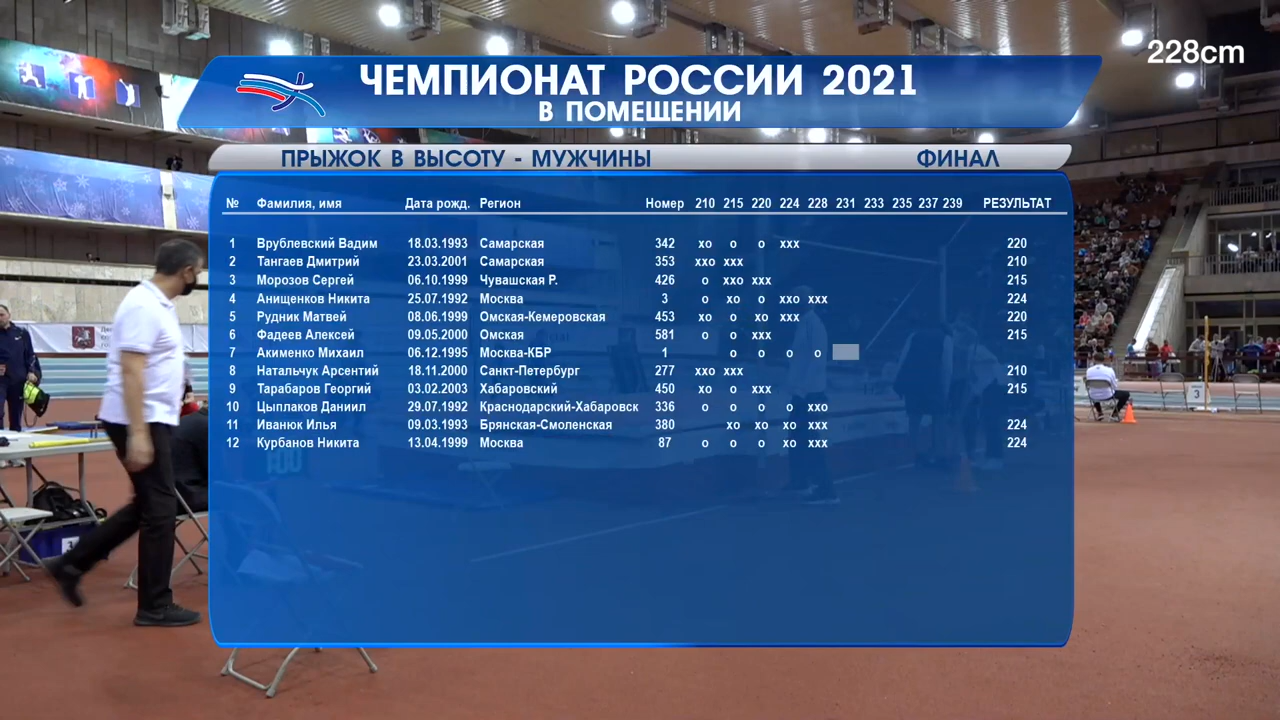 228cm
ЧЕМПИОНАТ РОССИИ 2021
В ПОМЕЩЕНИИ
ПРЫЖОК В ВЫСОТУ - МУЖЧИНЫ ФИНАЛ
№ Фамилия, имя Дата рожд. Регион Номер 210 215 220 224 228 231 233 235 237 239 РЕЗУЛЬТАТ
1 Врублевский Вадим 18.03.1993 Самарская 342 xo o o xxx 220
2 Тангаев Дмитрий 23.03.2001 Самарская 353 xxo xxx 210
3 Морозов Сергей 06.10.1999 Чувашская Р. 426 o xxo xxx 215
4 Анищенков Никита 25.07.1992 Москва 3 o xo o xxo xxx 224
5 Рудник Матвей 08.06.1999 Омская-Кемеровская 453 xo o xo xxx 220
6 Фадеев Алексей 09.05.2000 Омская 581 o o xxx 215
7 Акименко Михаил 06.12.1995 Москва-КБР 1 o o o o
8 Натальчук Арсентий 18.11.2000 Санкт-Петербург 277 xxo xxx 210
9 Тарабаров Георгий 03.02.2003 Хабаровский 450 xo o xxx 215
10 Цыплаков Даниил 29.07.1992 Краснодарский-Хабаровск 336 o o o o xxo
11 Иванюк Илья 09.03.1993 Брянская-Смоленская 380 xo xo xo xxx 224
12 Курбанов Никита 13.04.1999 Москва 87 o o o xo xxx 224
3